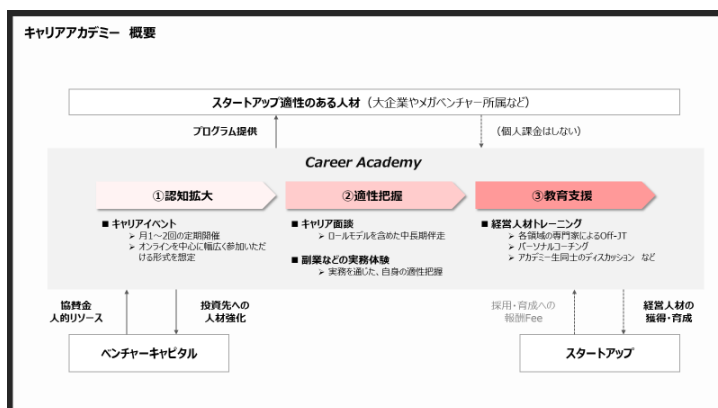 キャリアアカデミー 概要
スタートアップ適性のある人材（大企業やメガベンチャー所属など）
プログラム提供
（個人課金はしない）
Career Academy
①認知拡大
②適性把握
③教育支援
■ キャリアイベント
➢ 月1～2回の定期開催
➢ オンラインを中心に幅広く参加いただ
ける形式を想定
■ キャリア面談
➢ ロールモデルを含めた中長期伴走
■ 副業などの実務体験
➢ 実務を通じた、自身の適性把握
■ 経営人材トレーニング
➢ 各領域の専門家によるOff-JT
➢ パーソナルコーチング
➢ アカデミー生同士のディスカッション など
協賛金
人的リソース
投資先への
人材強化
採用・育成への
報酬Fee
経営人材の
獲得・育成
ベンチャーキャピタル
スタートアップ